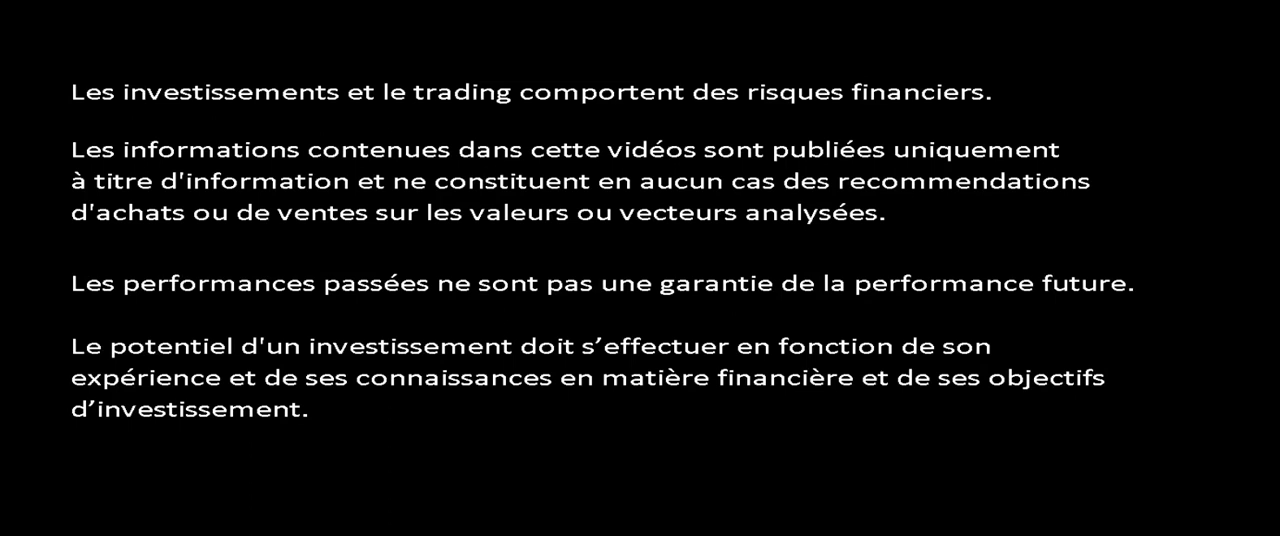 Les investissements et le trading comportent des risques financiers.
Les informations contenues dans cette vidéos sont publiées uniquement
à titre d'information et ne constituent en aucun cas des recommendations
d'achats ou de ventes sur les valeurs ou vecteurs analysées.
Les performances passées ne sont pas une garantie de la performance future.
Le potentiel d'un investissement doit s’effectuer en fonction de son
expérience et de ses connaissances en matière financière et de ses objectifs
d’investissement.